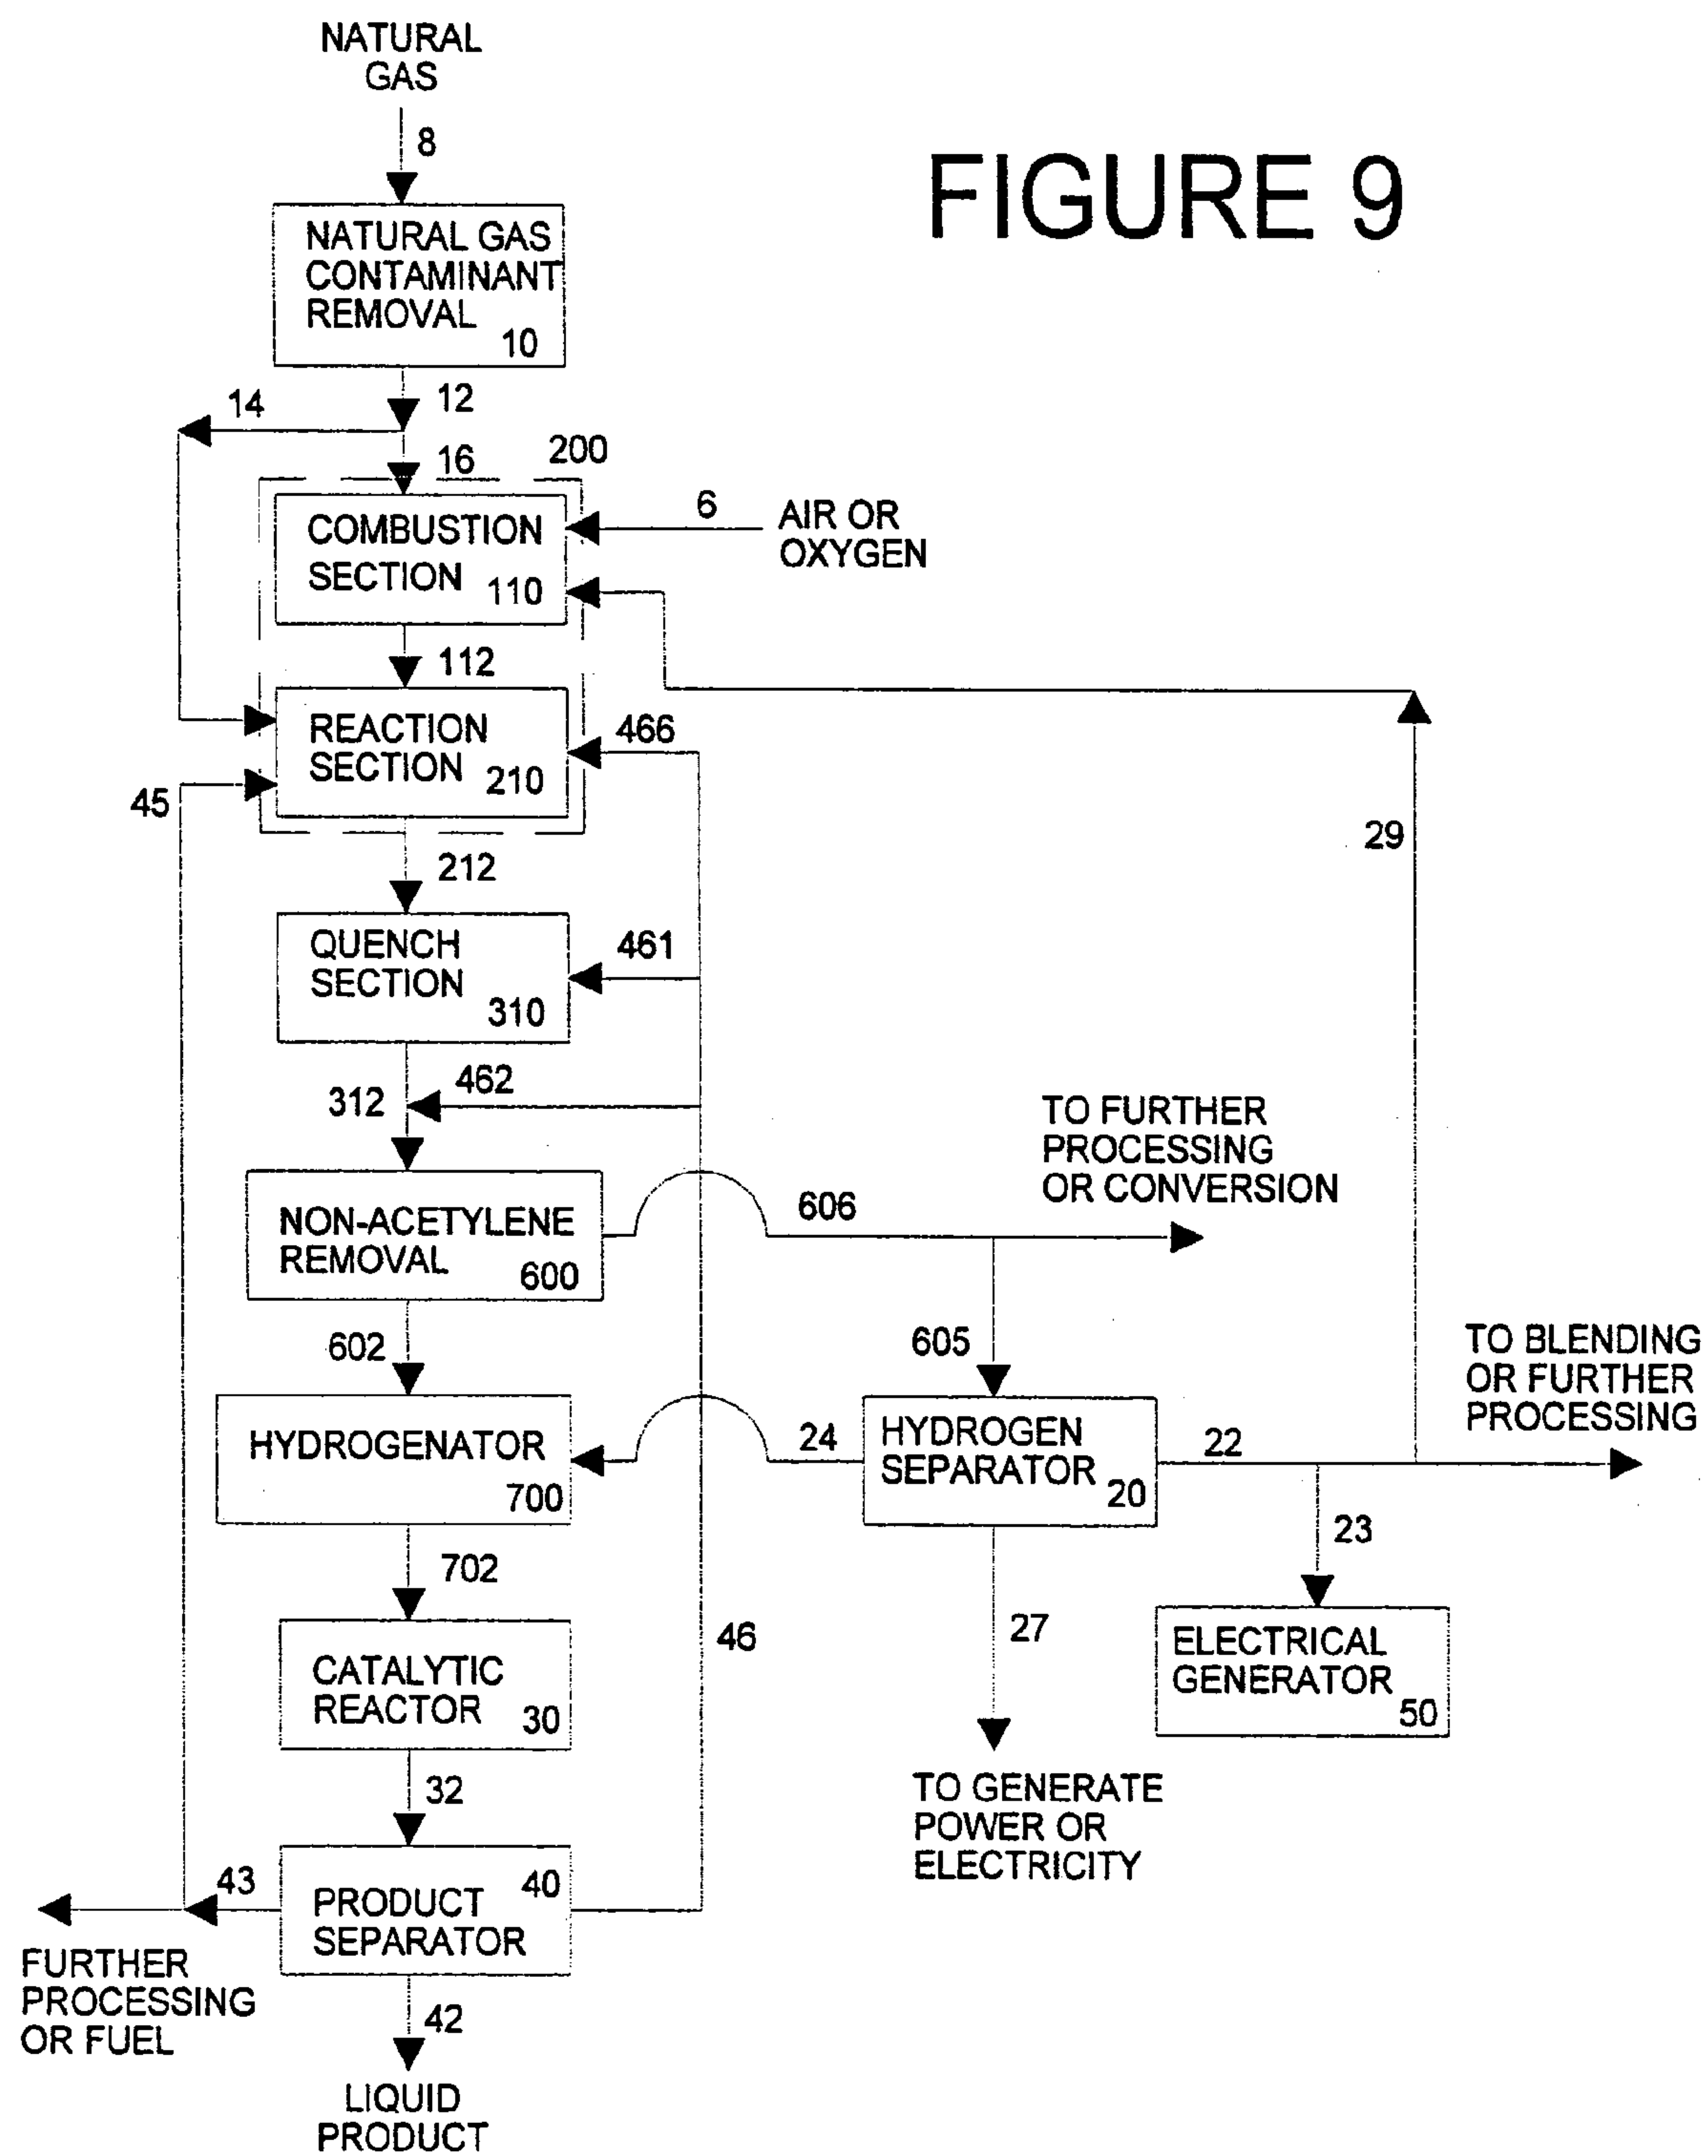 NATURAL
GAS
8
FIGURE 9
NATURAL GAS
CONTAMINANT
REMOVAL
10
12
14
16
200
COMBUSTION
SECTION
110
6
AIR OR
OXYGEN
112
REACTION
SECTION
210
466
45
29
212
QUENCH
SECTION
310
461
312
462
TO FURTHER
PROCESSING
OR CONVERSION
NON-ACETYLENE
REMOVAL
600
606
602
605
TO BLENDING
OR FURTHER
PROCESSING
HYDROGENATOR
700
24
HYDROGEN
SEPARATOR
20
22
23
702
27
46
CATALYTIC
REACTOR
30
ELECTRICAL
GENERATOR
50
32
TO GENERATE
POWER OR
ELECTRICITY
43
40
PRODUCT
SEPARATOR
FURTHER
PROCESSING
OR FUEL
42
LIQUID
PRODUCT